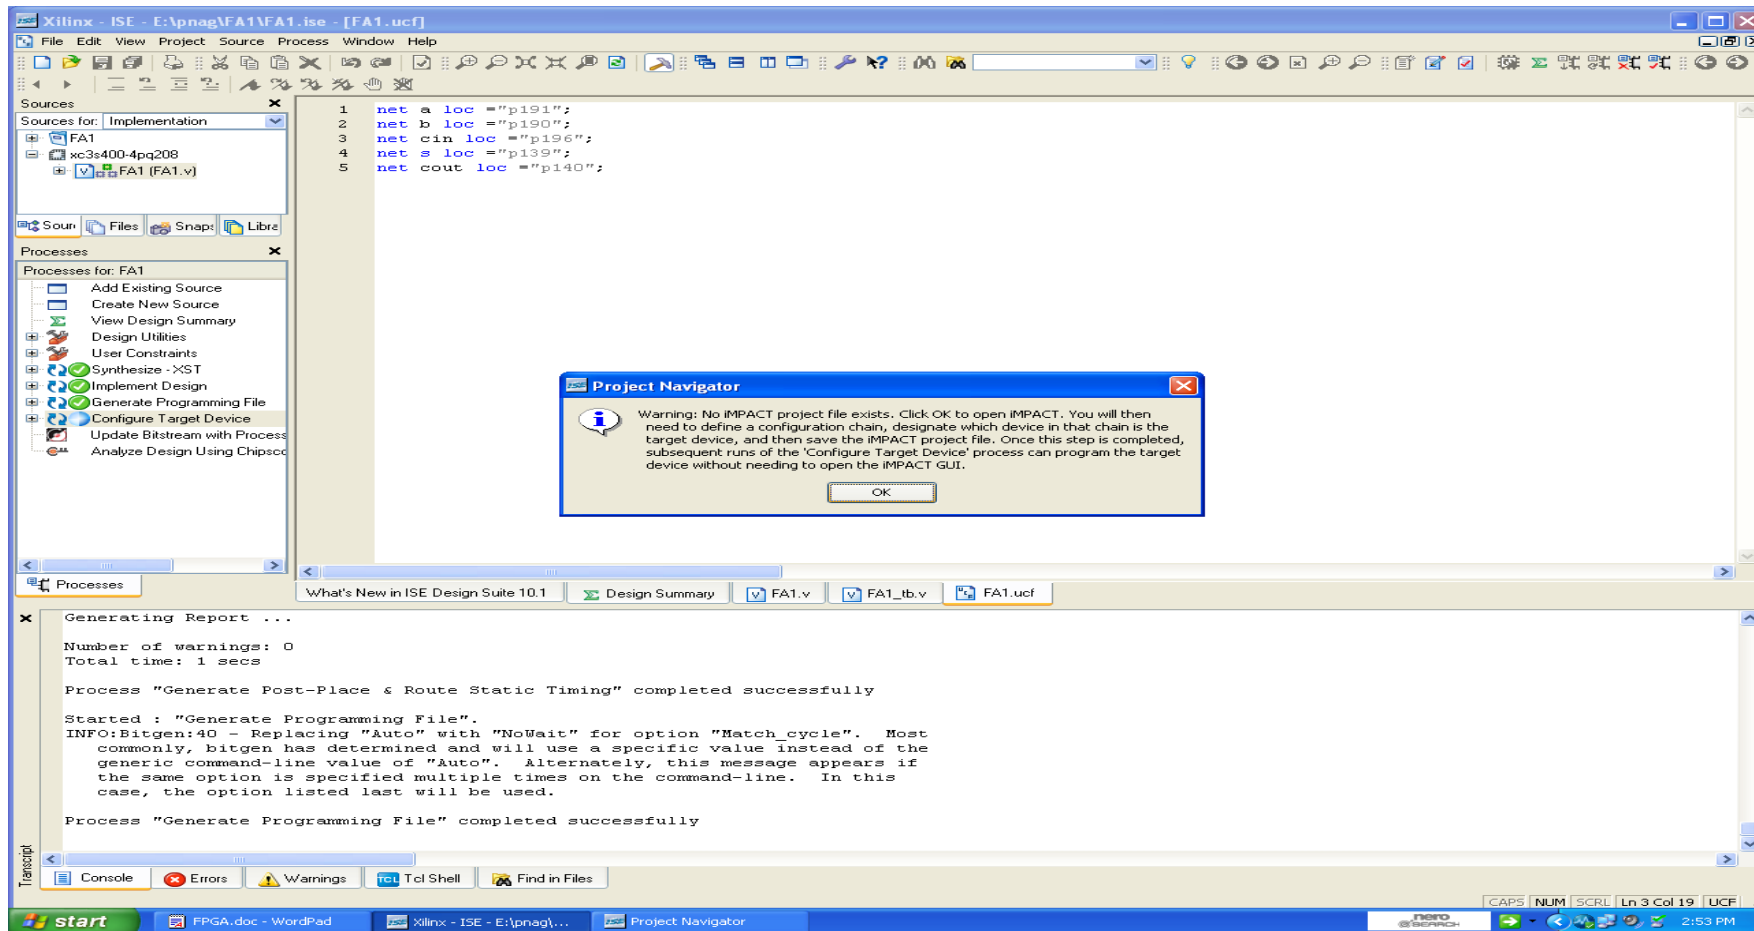 Xilinx - ISE - E:\pnag\FA1\FA1.ise - [FA1.ucf]
File Edit View Project Source Process Window Help
Sources
Sources for: Implementation
FA1
xc3s400-4pq208
FA1 (FA1.v)
Sour Files Snaps Libra
Processes
Processes for: FA1
Add Existing Source
Create New Source
View Design Summary
Design Utilities
User Constraints
Synthesize - XST
Implement Design
Generate Programming File
Configure Target Device
Update Bitstream with Process
Analyze Design Using Chipsco
Processes
1 net a loc ="p191";
2 net b loc ="p190";
3 net cin loc ="p196";
4 net s loc ="p139";
5 net cout loc ="p140";
Project Navigator
Warning: No iMPACT project file exists. Click OK to open iMPACT. You will then
need to define a configuration chain, designate which device in that chain is the
target device, and then save the iMPACT project file. Once this step is completed,
subsequent runs of the 'Configure Target Device' process can program the target
device without needing to open the iMPACT GUI.
OK
What's New in ISE Design Suite 10.1 Design Summary FA1.v FA1_tb.v FA1.ucf
Generating Report ...
Number of warnings: 0
Total time: 1 secs
Process "Generate Post-Place & Route Static Timing" completed successfully
Started : "Generate Programming File".
INFO:Bitgen:40 - Replacing "Auto" with "NoWait" for option "Match_cycle". Most
commonly, bitgen has determined and will use a specific value instead of the
generic command-line value of "Auto". Alternately, this message appears if
the same option is specified multiple times on the command-line. In this
case, the option listed last will be used.
Process "Generate Programming File" completed successfully
Transcript
Console Errors Warnings TCL Tcl Shell Find in Files
CAPS NUM SCRL Ln 3 Col 19 UCF
start FPGA.doc - WordPad Xilinx - ISE - E:\pnag\... Project Navigator nero SEARCH 2:53 PM